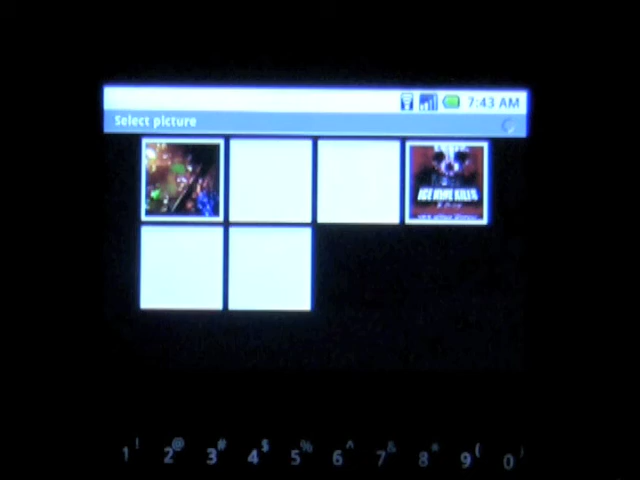 7:43 AM
Select picture
ICE NINE KILLS
1 ! 2 @ 3 # 4 $ 5 % 6 ^ 7 & 8 * 9 ( 0 )